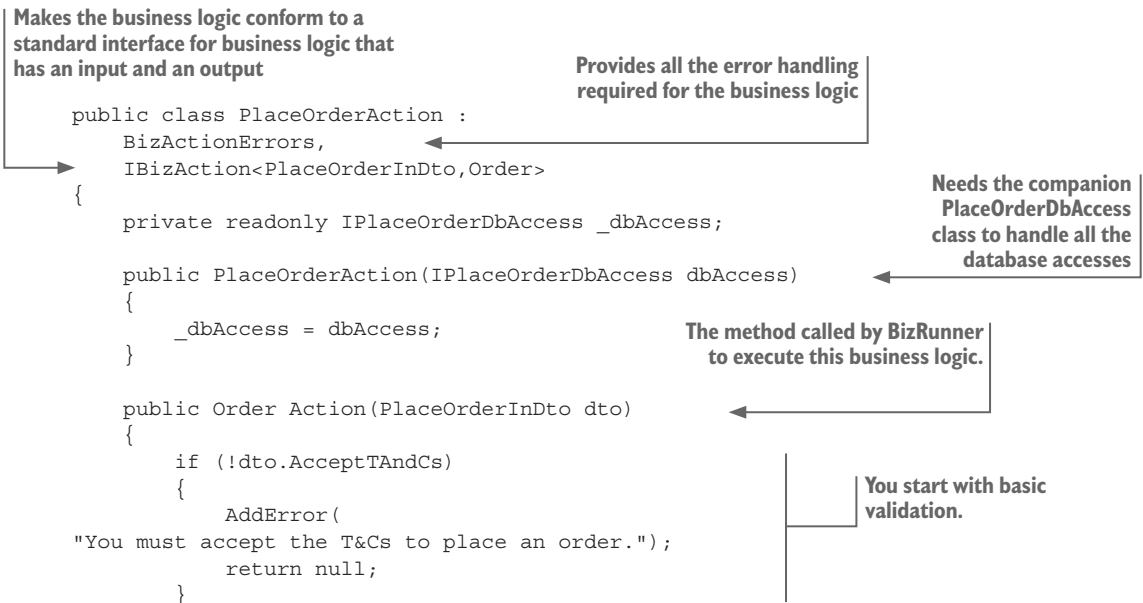 Makes the business logic conform to a
standard interface for business logic that
has an input and an output
Provides all the error handling
required for the business logic
public class PlaceOrderAction :
BizActionErrors,
IBizAction<PlaceOrderInDto,Order>
{
Needs the companion
PlaceOrderDbAccess
class to handle all the
database accesses
private readonly IPlaceOrderDbAccess _dbAccess;
public PlaceOrderAction(IPlaceOrderDbAccess dbAccess)
{
_dbAccess = dbAccess;
}
The method called by BizRunner
to execute this business logic.
public Order Action(PlaceOrderInDto dto)
{
if (!dto.AcceptTAndCs)
{
AddError(
"You must accept the T&Cs to place an order.");
return null;
}
You start with basic
validation.